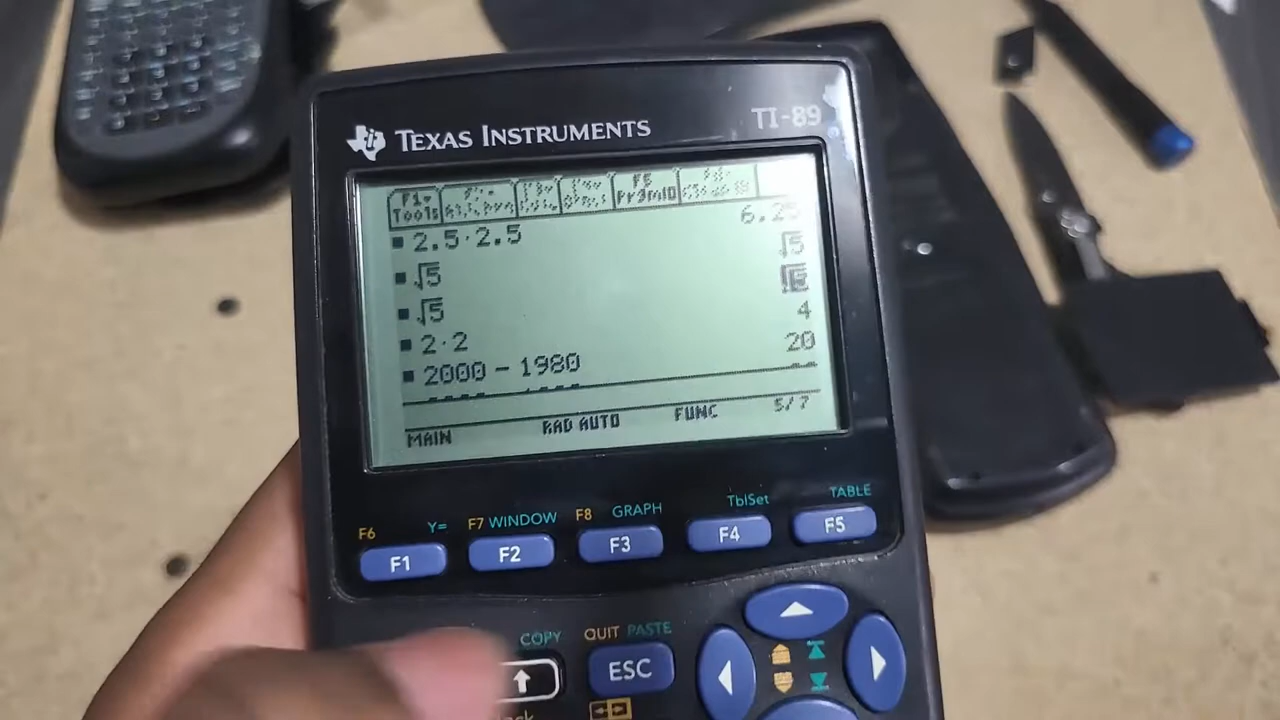 TEXAS INSTRUMENTS TI-89
F1 Tools F5 PrgmIO
6.25
2.5·2.5
√5
√5
√5
4
2·2
20
2000 - 1980
MAIN RAD AUTO FUNC 5/7
F6 Y= F7 WINDOW F8 GRAPH TblSet TABLE
F1 F2 F3 F4 F5
COPY QUIT PASTE
ESC